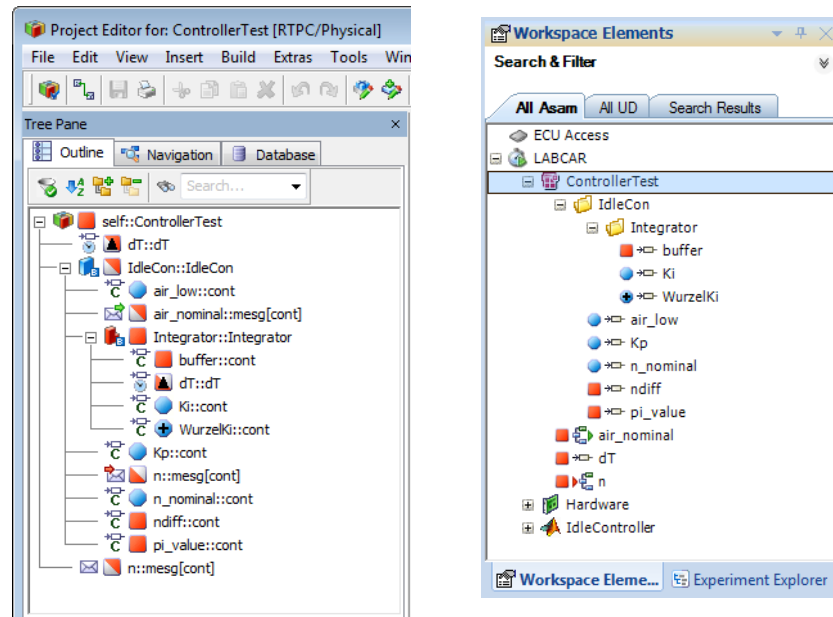 Project Editor for: ControllerTest [RTPC/Physical]
File Edit View Insert Build Extras Tools Win
Tree Pane
Outline Navigation Database
Search...
self::ControllerTest
dT::dT
IdleCon::IdleCon
air_low::cont
air_nominal::mesg[cont]
Integrator::Integrator
buffer::cont
dT::dT
Ki::cont
WurzelKi::cont
Kp::cont
n::mesg[cont]
n_nominal::cont
ndiff::cont
pi_value::cont
n::mesg[cont]
Workspace Elements
Search & Filter
All Asam All UD Search Results
ECU Access
LABCAR
ControllerTest
IdleCon
Integrator
buffer
Ki
WurzelKi
air_low
Kp
n_nominal
ndiff
pi_value
air_nominal
dT
n
Hardware
IdleController
Workspace Eleme... Experiment Explorer